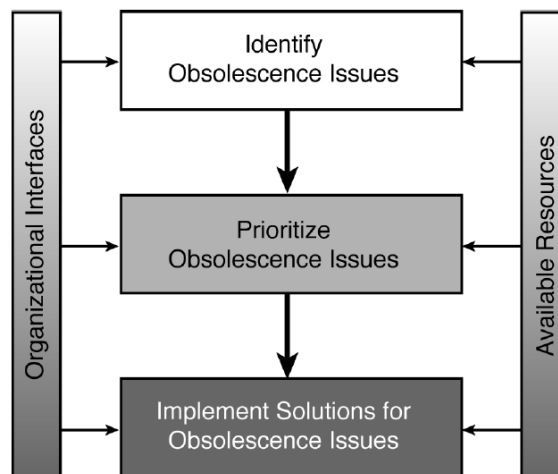 Identify
Obsolescence Issues
Organizational Interfaces
Prioritize
Obsolescence Issues
Available Resources
Implement Solutions for
Obsolescence Issues